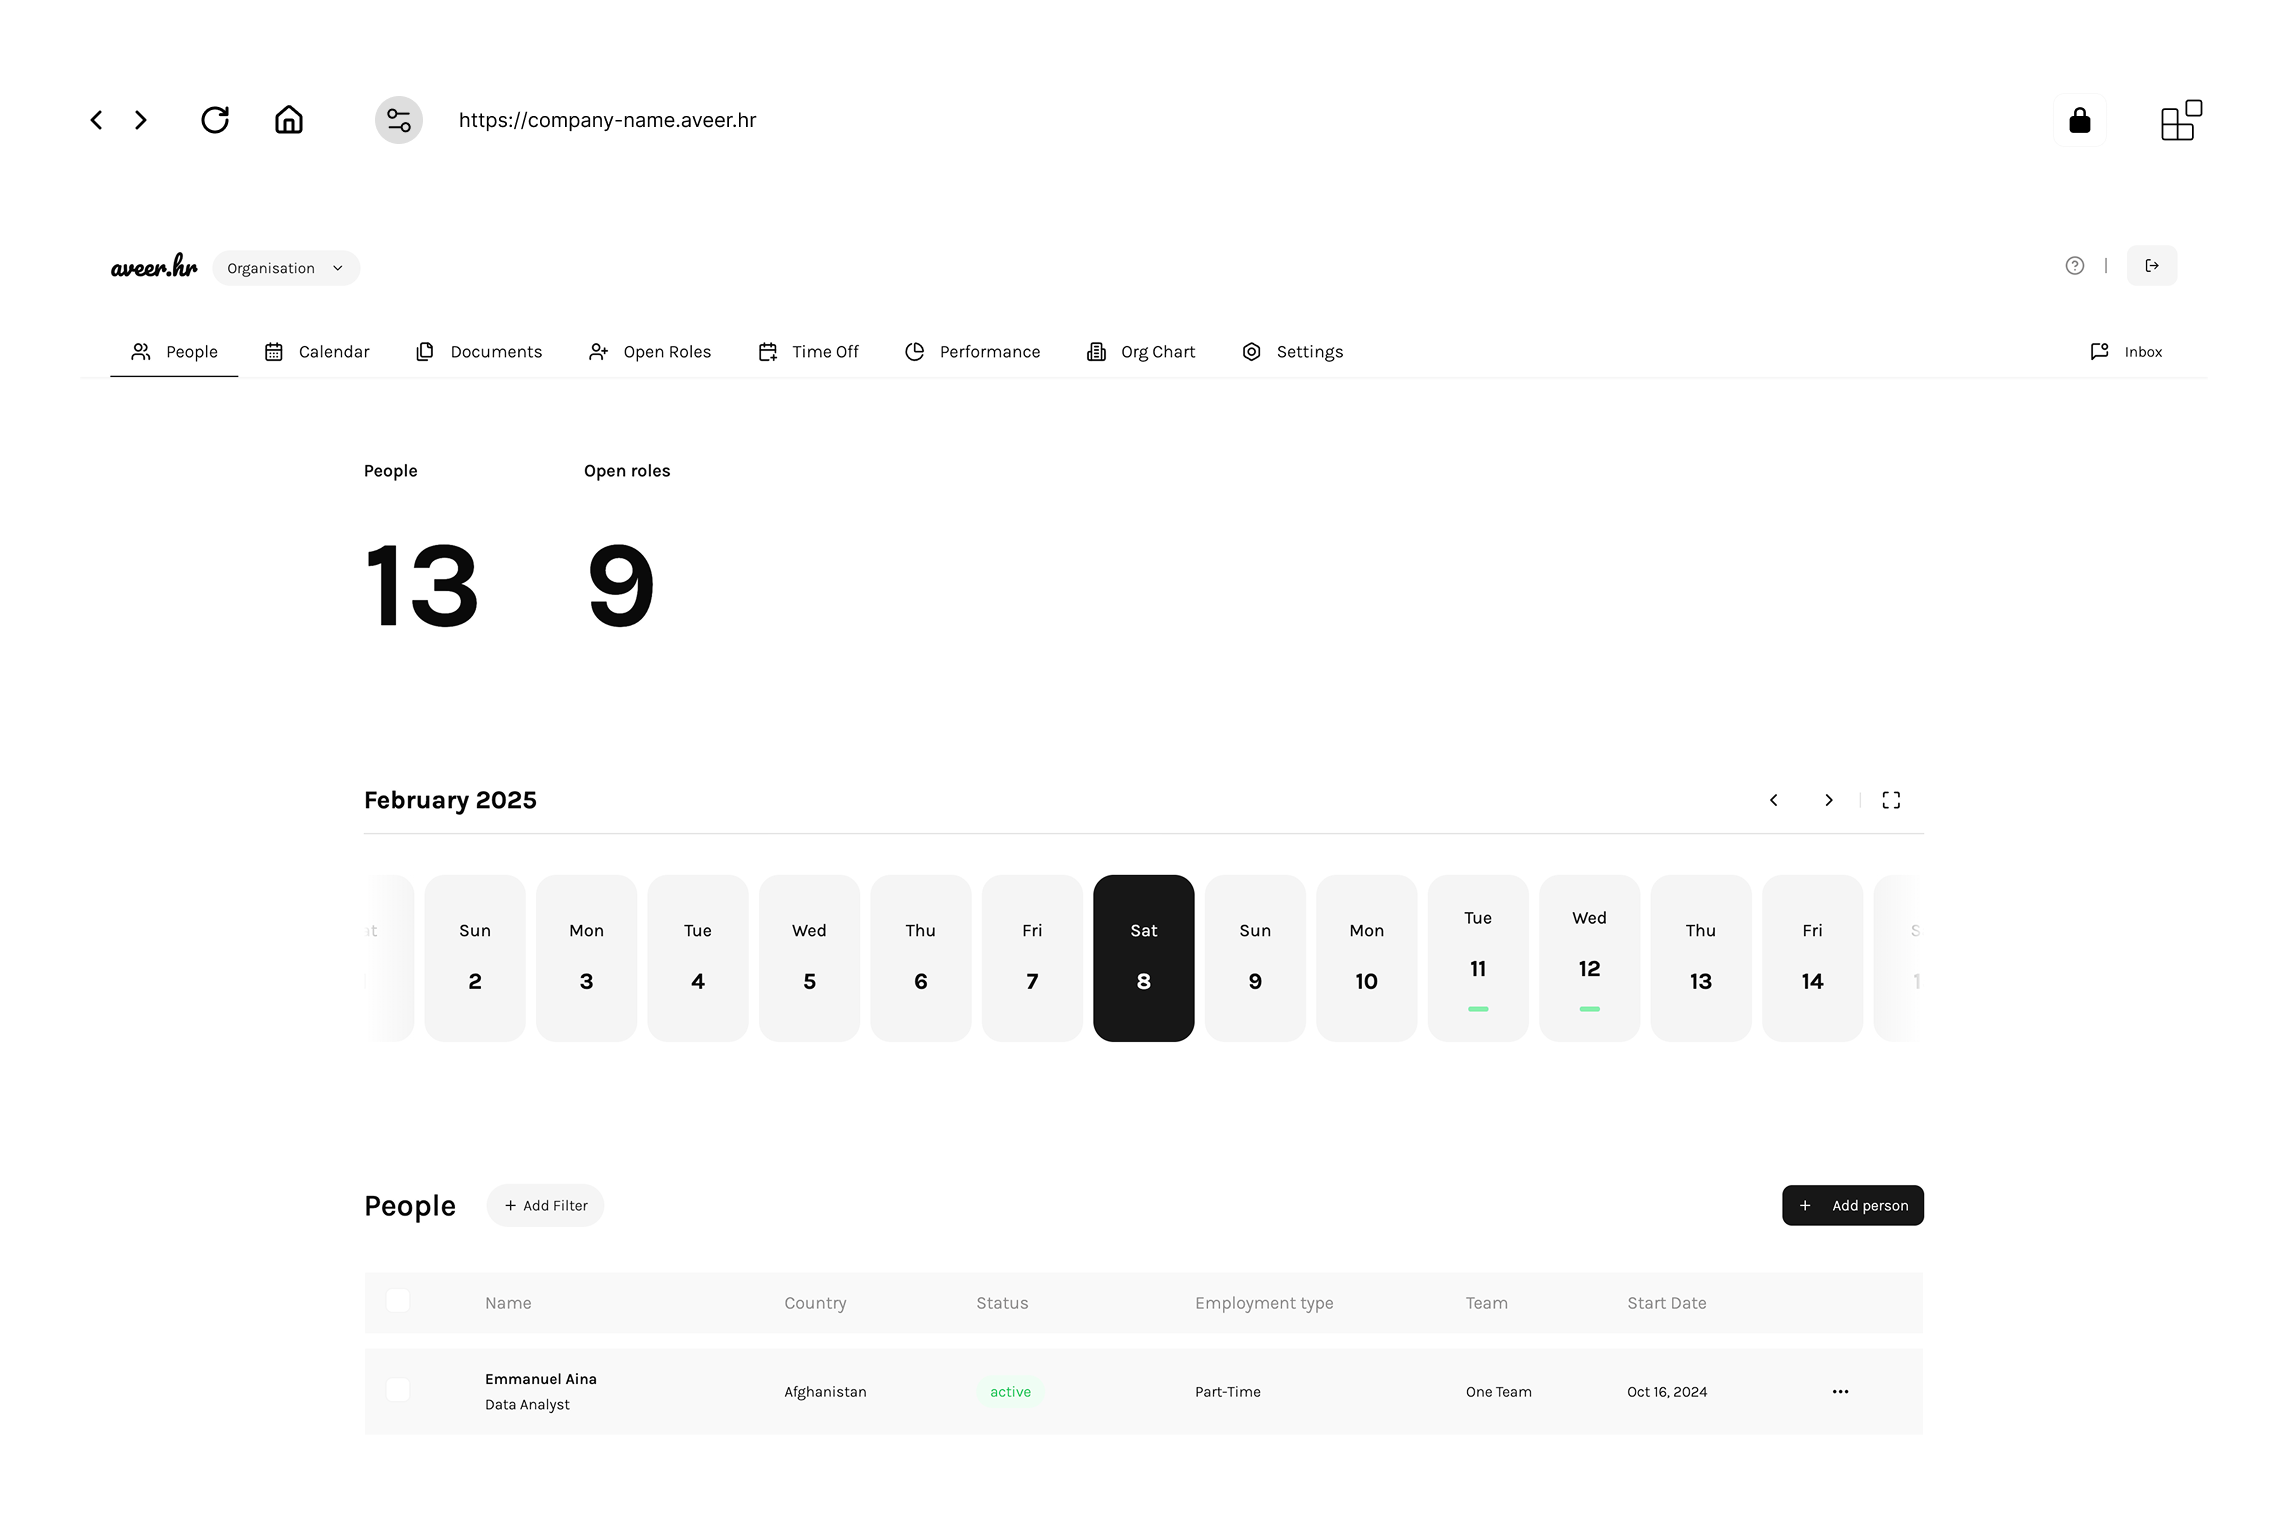 https://company-name.aveer.hr
aveer.hr Organisation
People Calendar Documents Open Roles Time Off Performance Org Chart Settings Inbox
People Open roles
13 9
February 2025
Sun Mon Tue Wed Thu Fri Sat Sun Mon Tue Wed Thu Fri
2 3 4 5 6 7 8 9 10 11 12 13 14
People + Add Filter + Add person
Name Country Status Employment type Team Start Date
Emmanuel Aina
Data Analyst
Afghanistan active Part-Time One Team Oct 16, 2024